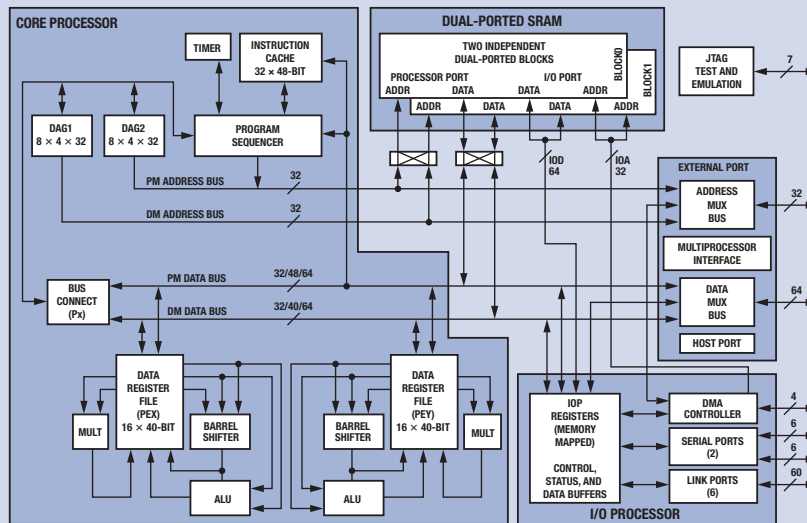 CORE PROCESSOR
TIMER
INSTRUCTION
CACHE
32 × 48-BIT
DAG1
8 × 4 × 32
DAG2
8 × 4 × 32
PROGRAM
SEQUENCER
PM ADDRESS BUS
32
DM ADDRESS BUS
32
BUS
CONNECT
(Px)
PM DATA BUS
32/48/64
DM DATA BUS
32/40/64
MULT
DATA
REGISTER
FILE
(PEX)
16 × 40-BIT
BARREL
SHIFTER
ALU
BARREL
SHIFTER
DATA
REGISTER
FILE
(PEY)
16 × 40-BIT
MULT
ALU
DUAL-PORTED SRAM
TWO INDEPENDENT
DUAL-PORTED BLOCKS
PROCESSOR PORT
I/O PORT
ADDR
DATA
DATA
ADDR
BLOCK0
ADDR
DATA
DATA
ADDR
BLOCK1
IOD
64
IOA
32
JTAG
TEST AND
EMULATION
7
EXTERNAL PORT
ADDRESS
MUX
BUS
32
MULTIPROCESSOR
INTERFACE
DATA
MUX
BUS
64
HOST PORT
IOP
REGISTERS
(MEMORY
MAPPED)
CONTROL,
STATUS, AND
DATA BUFFERS
DMA
CONTROLLER
4
SERIAL PORTS
(2)
6
6
LINK PORTS
(6)
60
I/O PROCESSOR